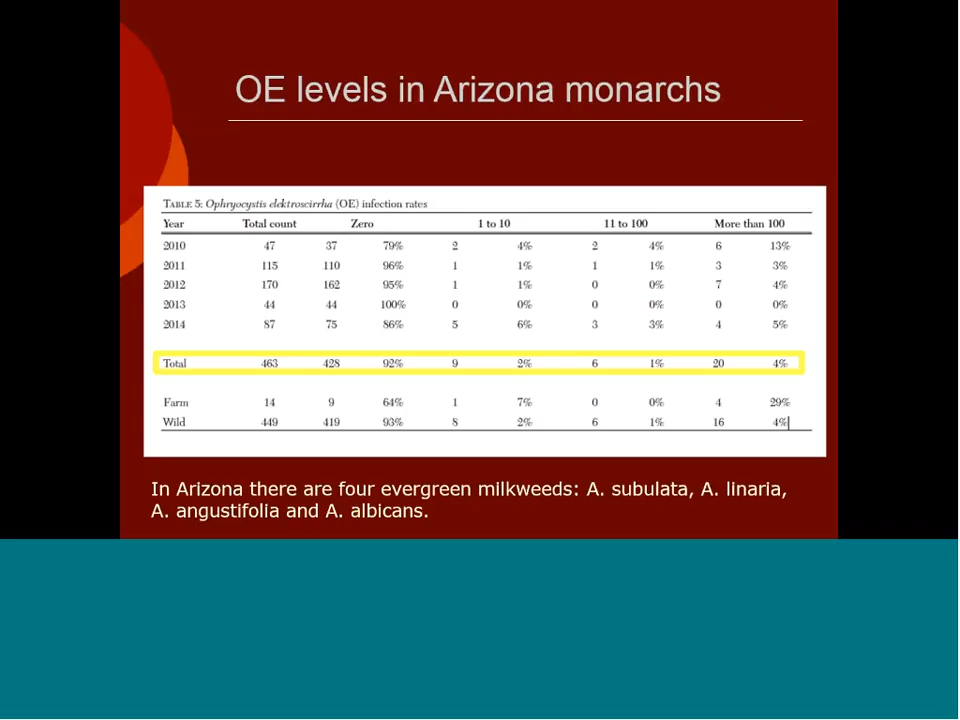 OE levels in Arizona monarchs
TABLE 5: Ophryocystis elektroscirrha (OE) infection rates
Year Total count Zero 1 to 10 11 to 100 More than 100
2010 47 37 79% 2 4% 2 4% 6 13%
2011 115 110 96% 1 1% 1 1% 3 3%
2012 170 162 95% 1 1% 0 0% 7 4%
2013 44 44 100% 0 0% 0 0% 0 0%
2014 87 75 86% 5 6% 3 3% 4 5%
Total 463 428 92% 9 2% 6 1% 20 4%
Farm 14 9 64% 1 7% 0 0% 4 29%
Wild 449 419 93% 8 2% 6 1% 16 4%
In Arizona there are four evergreen milkweeds: A. subulata, A. linaria,
A. angustifolia and A. albicans.